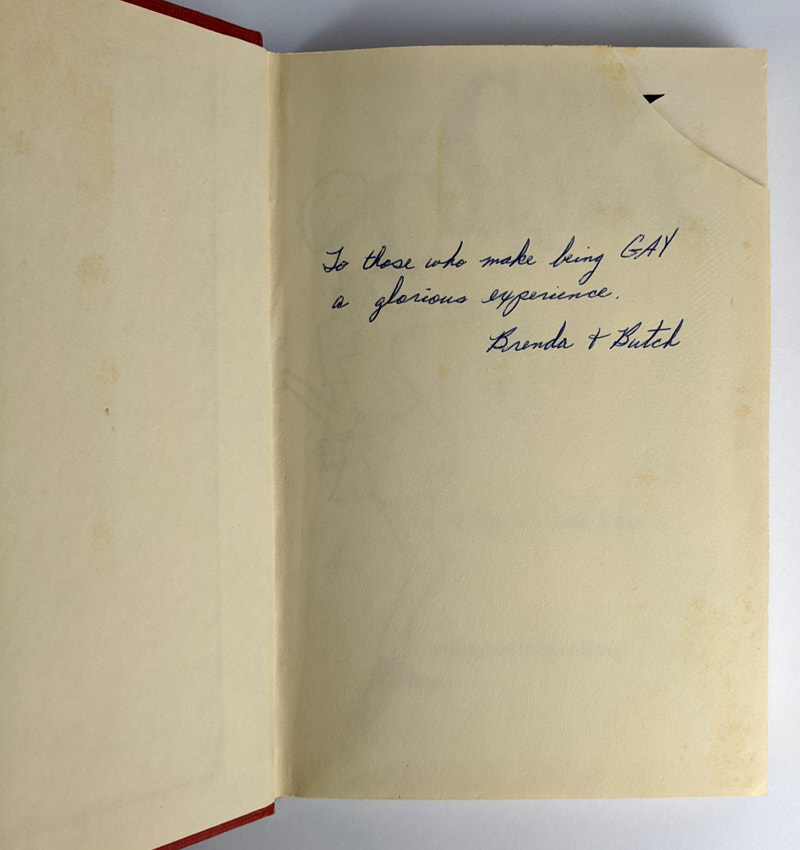 To those who make being GAY
a glorious experience.
Brenda + Butch